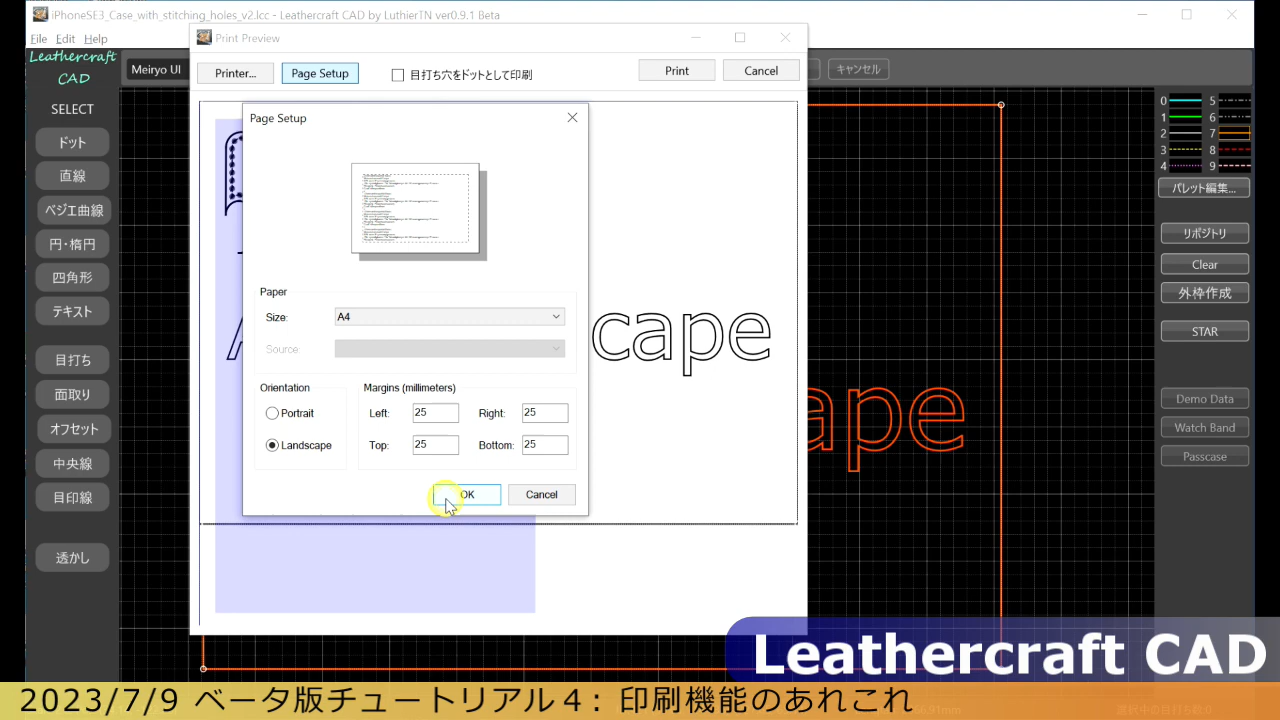 iPhoneSE3_Case_with_stitching_holes_v2.lcc - Leathercraft CAD by LuthierTN ver0.9.1 Beta
File Edit Help
Leathercraft
CAD
SELECT
ドット
直線
ベジエ曲線
円・楕円
四角形
テキスト
目打ち
面取り
オフセット
中央線
目印線
透かし
Meiryo UI
キャンセル
Print Preview
Printer...
Page Setup
目打ち穴をドットとして印刷
Print
Cancel
Page Setup
Paper
Size:
A4
Source:
Orientation
Portrait
Landscape
Margins (millimeters)
Left:
25
Right:
25
Top:
25
Bottom:
25
OK
Cancel
cape
ape
0
5
1
6
2
7
3
8
4
9
パレット編集...
リポジトリ
Clear
外枠作成
STAR
Demo Data
Watch Band
Passcase
Leathercraft CAD
2023/7/9 ベータ版チュートリアル４：印刷機能のあれこれ